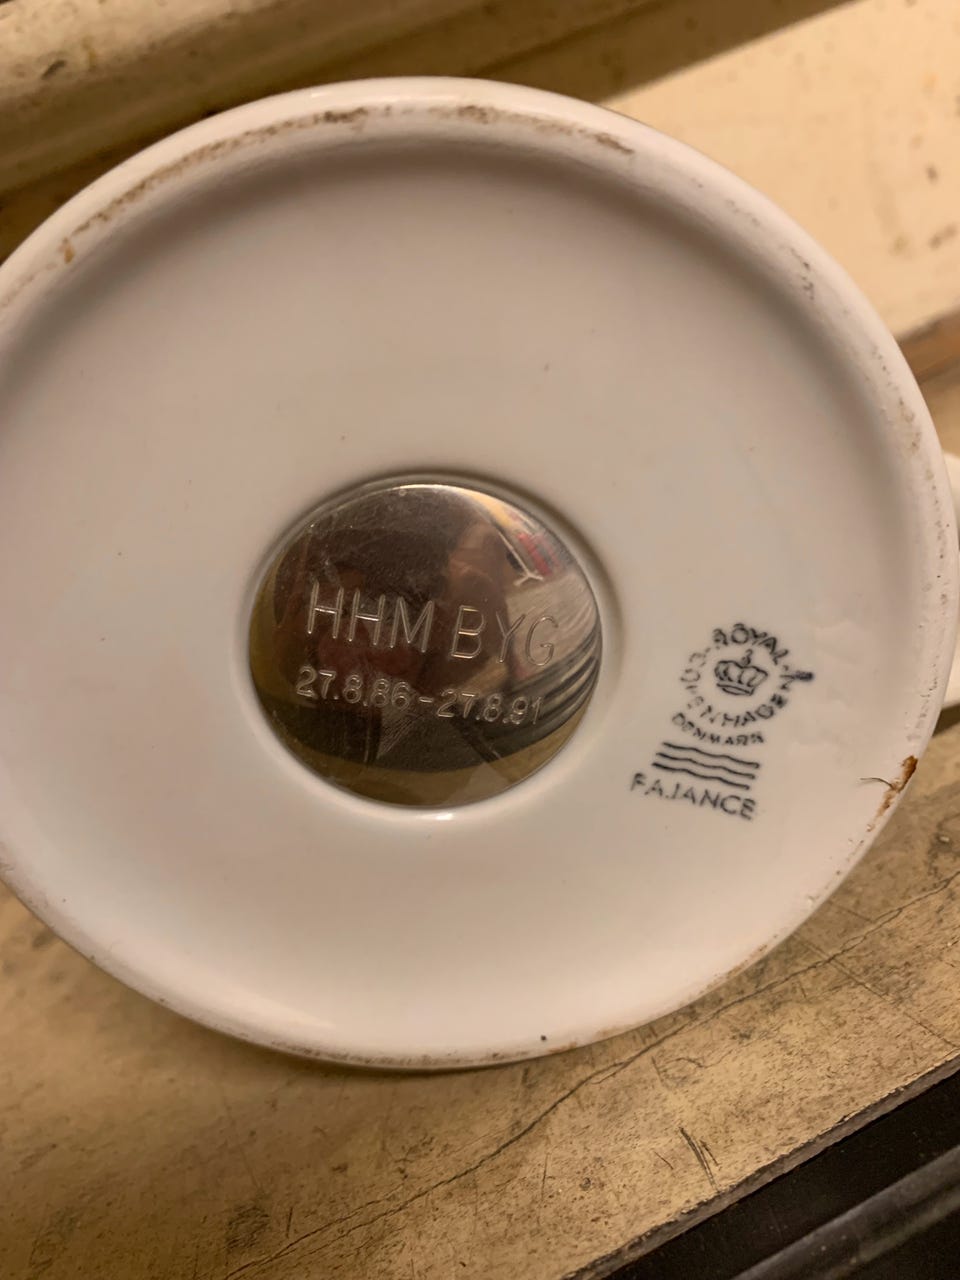 HHM BYG
27.8.86-27.8.91
ROYAL
COPENHAGEN
DENMARK
FAJANCE